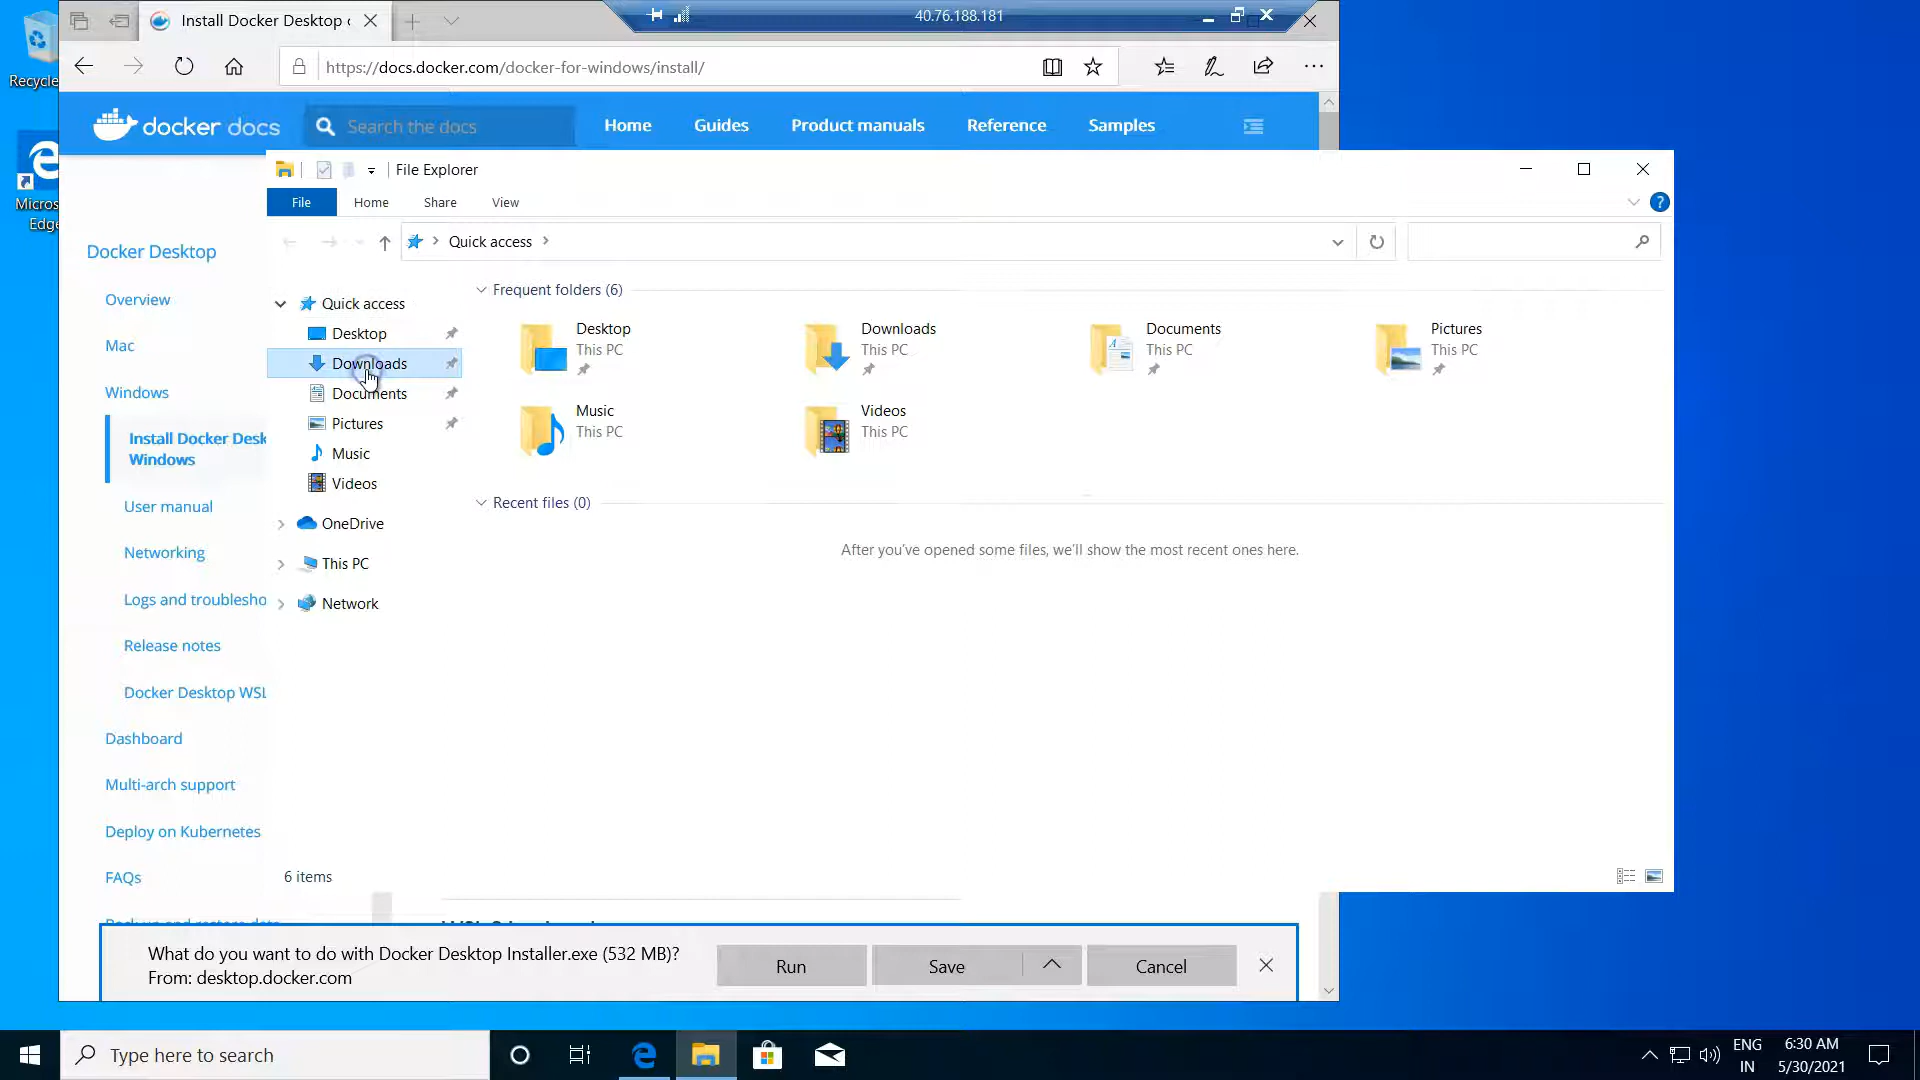 Recycle
Micros
Edge
Install Docker Desktop
40.76.188.181
https://docs.docker.com/docker-for-windows/install/
docker docs
Search the docs
Home
Guides
Product manuals
Reference
Samples
Docker Desktop
Overview
Mac
Windows
Install Docker Desk
Windows
User manual
Networking
Logs and troublesho
Release notes
Docker Desktop WSL
Dashboard
Multi-arch support
Deploy on Kubernetes
FAQs
File Explorer
File
Home
Share
View
Quick access
Quick access
Desktop
Downloads
Documents
Pictures
Music
Videos
OneDrive
This PC
Network
Frequent folders (6)
Desktop
This PC
Downloads
This PC
Documents
This PC
Pictures
This PC
Music
This PC
Videos
This PC
Recent files (0)
After you've opened some files, we'll show the most recent ones here.
6 items
What do you want to do with Docker Desktop Installer.exe (532 MB)?
From: desktop.docker.com
Run
Save
Cancel
Type here to search
ENG
IN
6:30 AM
5/30/2021